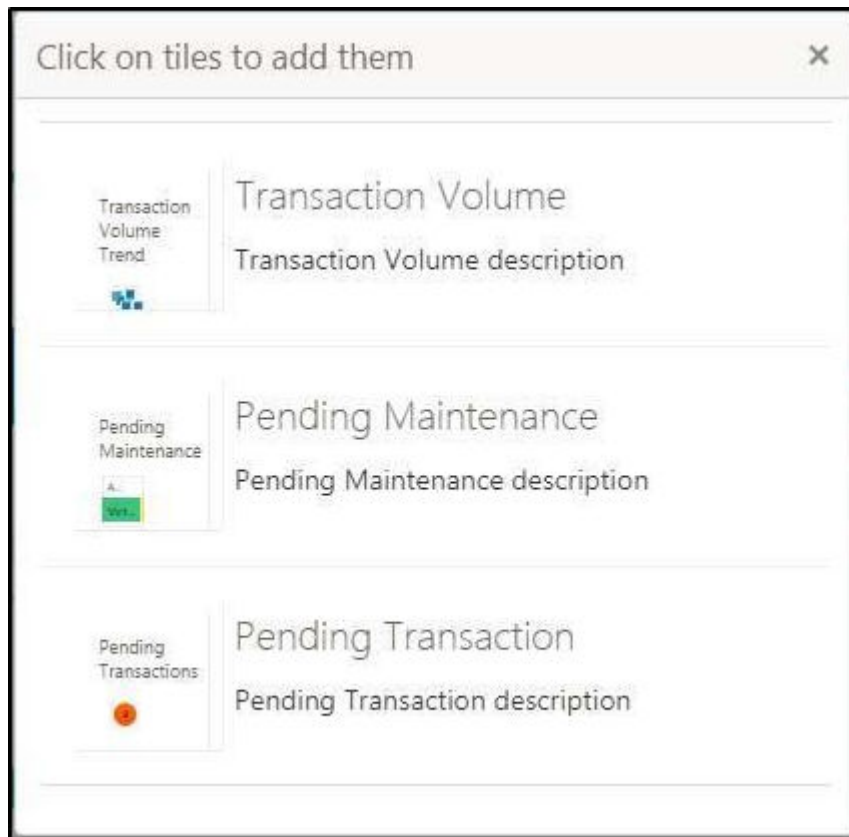 Click on tiles to add them ×
Transaction
Volume
Trend
Transaction Volume
Transaction Volume description
Pending
Maintenance
A..
Pending Maintenance
Pending Maintenance description
Pending
Transactions
Pending Transaction
Pending Transaction description